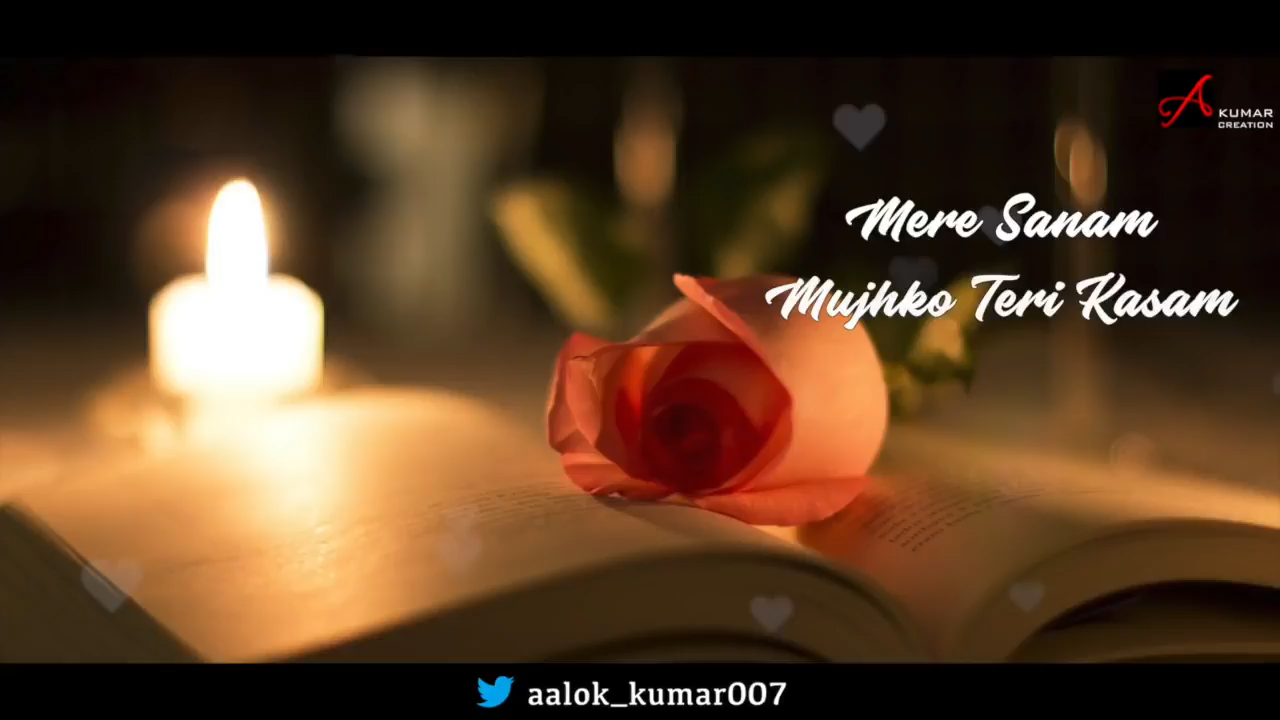 A KUMAR
CREATION
Mere Sanam
Mujhko Teri Kasam
aalok_kumar007